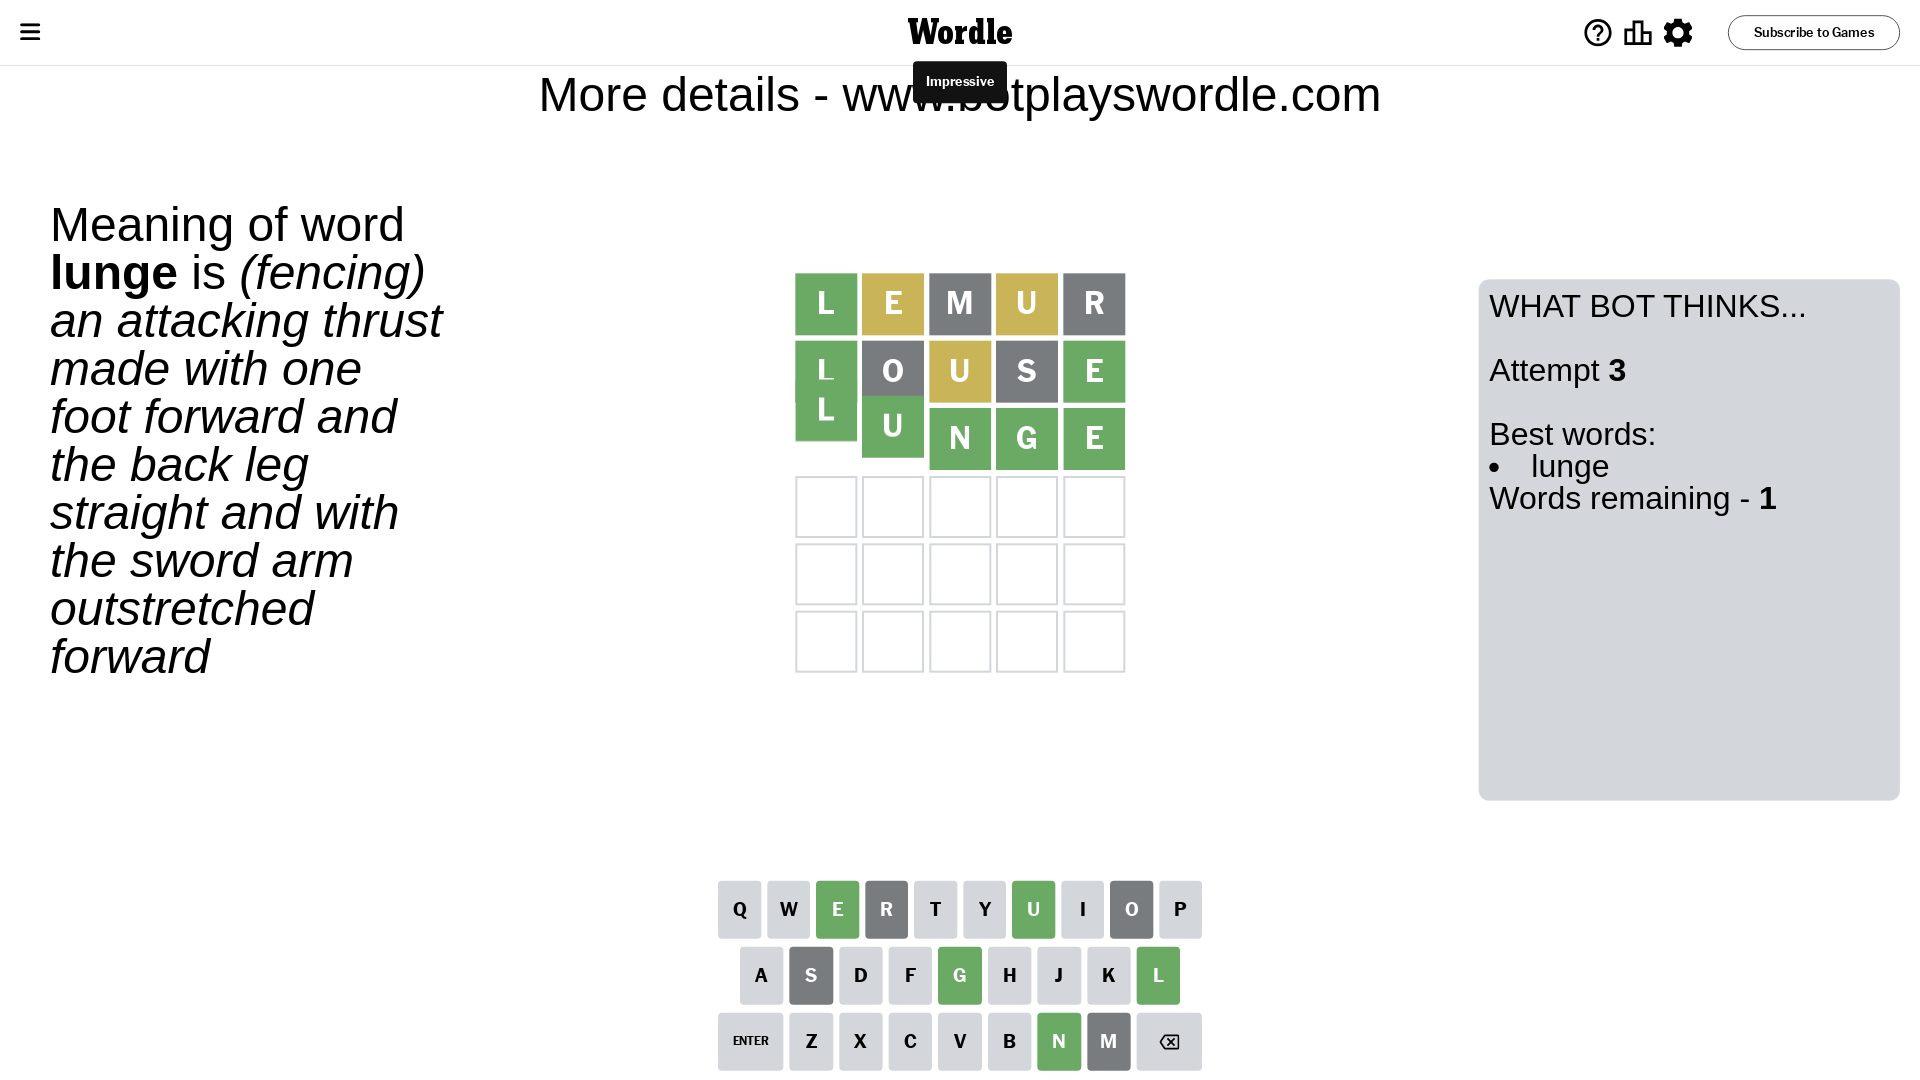 Wordle
Subscribe to Games
Impressive
More details - www.botplayswordle.com
Meaning of word
lunge is (fencing)
an attacking thrust
made with one
foot forward and
the back leg
straight and with
the sword arm
outstretched
forward
L E M U R
L O U S E
L U N G E
WHAT BOT THINKS...
Attempt 3
Best words:
• lunge
Words remaining - 1
Q W E R T Y U I O P
A S D F G H J K L
ENTER Z X C V B N M